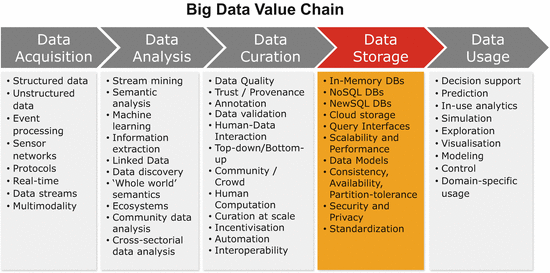 Big Data Value Chain
Data
Acquisition
• Structured data
• Unstructured
data
• Event
processing
• Sensor
networks
• Protocols
• Real-time
• Data streams
• Multimodality
Data
Analysis
• Stream mining
• Semantic
analysis
• Machine
learning
• Information
extraction
• Linked Data
• Data discovery
• ‘Whole world’
semantics
• Ecosystems
• Community data
analysis
• Cross-sectorial
data analysis
Data
Curation
• Data Quality
• Trust / Provenance
• Annotation
• Data validation
• Human-Data
Interaction
• Top-down/Bottom-
up
• Community /
Crowd
• Human
Computation
• Curation at scale
• Incentivisation
• Automation
• Interoperability
Data
Storage
• In-Memory DBs
• NoSQL DBs
• NewSQL DBs
• Cloud storage
• Query Interfaces
• Scalability and
Performance
• Data Models
• Consistency,
Availability,
Partition-tolerance
• Security and
Privacy
• Standardization
Data
Usage
• Decision support
• Prediction
• In-use analytics
• Simulation
• Exploration
• Visualisation
• Modeling
• Control
• Domain-specific
usage